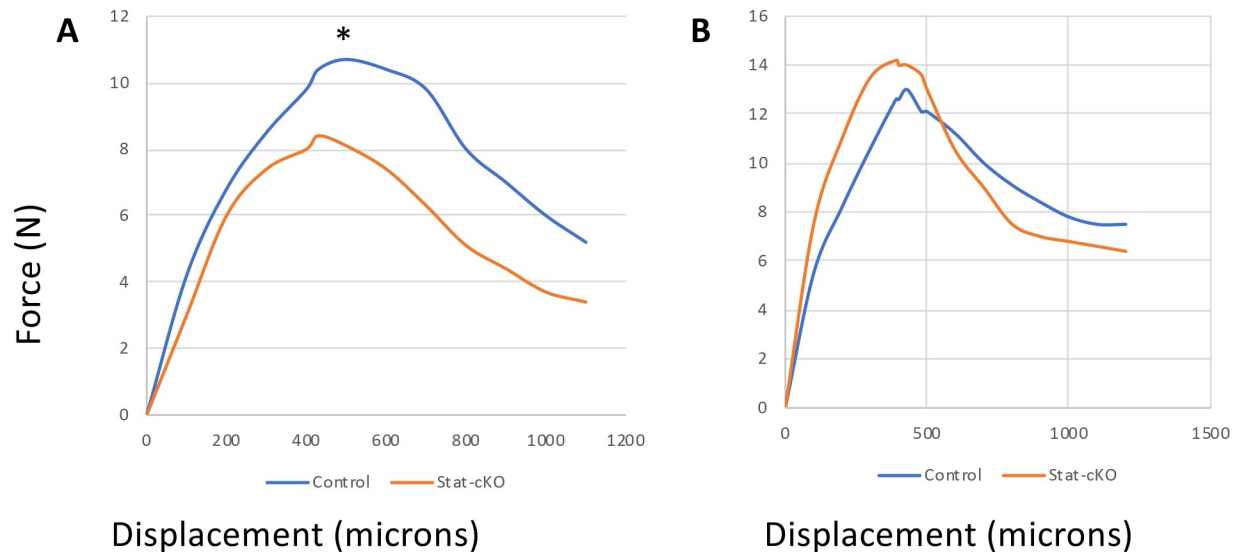 A
*
Force (N)
12
10
8
6
4
2
0
0 200 400 600 800 1000 1200
Control Stat-cKO
Displacement (microns)
B
16
14
12
10
8
6
4
2
0
0 500 1000 1500
Control Stat-cKO
Displacement (microns)